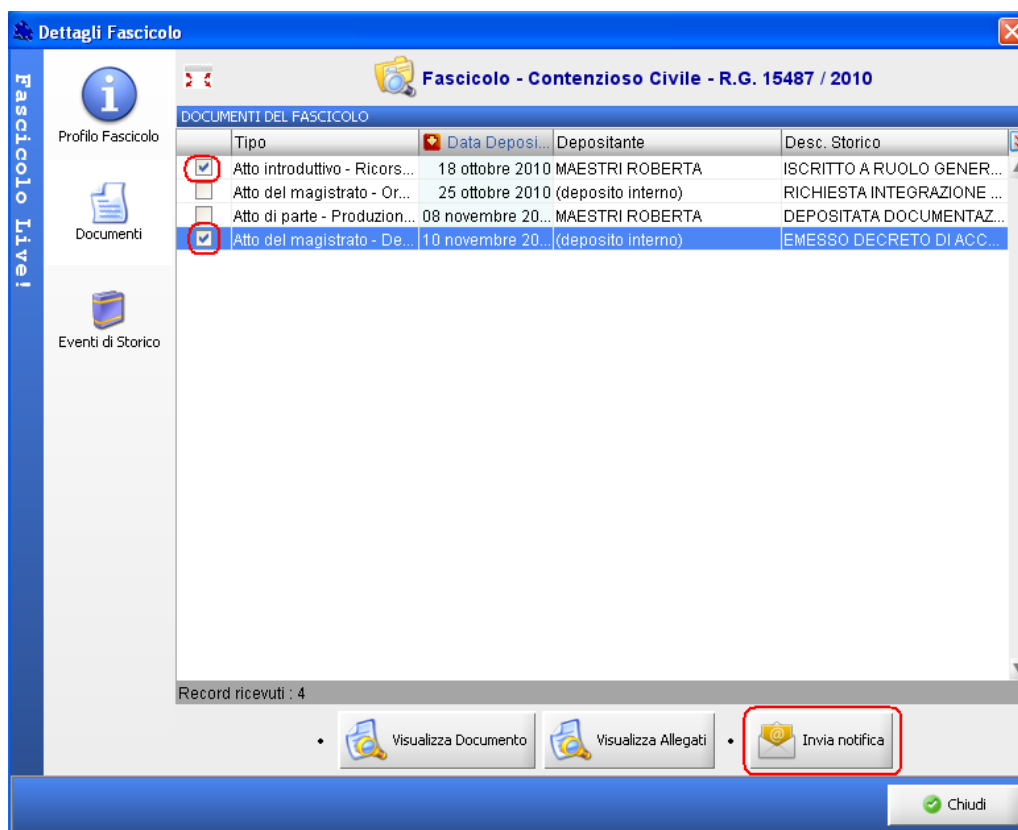 Dettagli Fascicolo
Fascicolo Live!
Profilo Fascicolo
Documenti
Eventi di Storico
Fascicolo - Contenzioso Civile - R.G. 15487 / 2010
DOCUMENTI DEL FASCICOLO
Tipo Data Deposi... Depositante Desc. Storico
Atto introduttivo - Ricors... 18 ottobre 2010 MAESTRI ROBERTA ISCRITTO A RUOLO GENER...
Atto del magistrato - Or... 25 ottobre 2010 (deposito interno) RICHIESTA INTEGRAZIONE ...
Atto di parte - Produzion... 08 novembre 20... MAESTRI ROBERTA DEPOSITATA DOCUMENTAZ...
Atto del magistrato - De... 10 novembre 20... (deposito interno) EMESSO DECRETO DI ACC...
Record ricevuti : 4
• Visualizza Documento Visualizza Allegati • Invia notifica
Chiudi